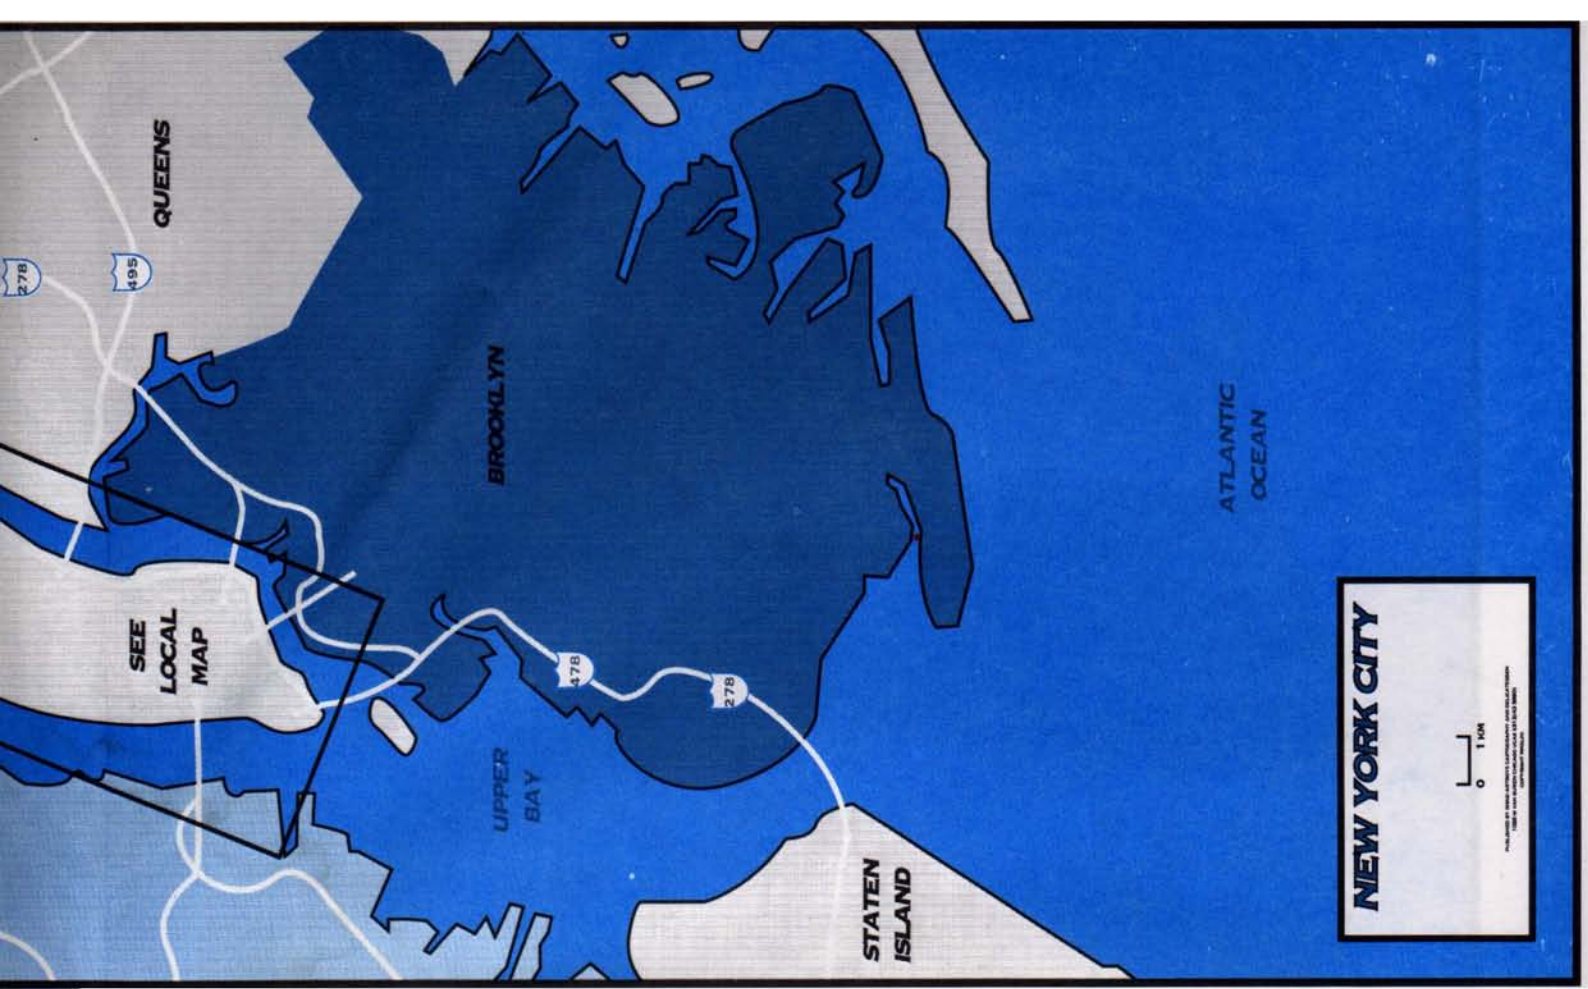 QUEENS
278
495
BROOKLYN
ATLANTIC
OCEAN
SEE
LOCAL
MAP
478
278
UPPER
BAY
STATEN
ISLAND
NEW YORK CITY
0 1 KM